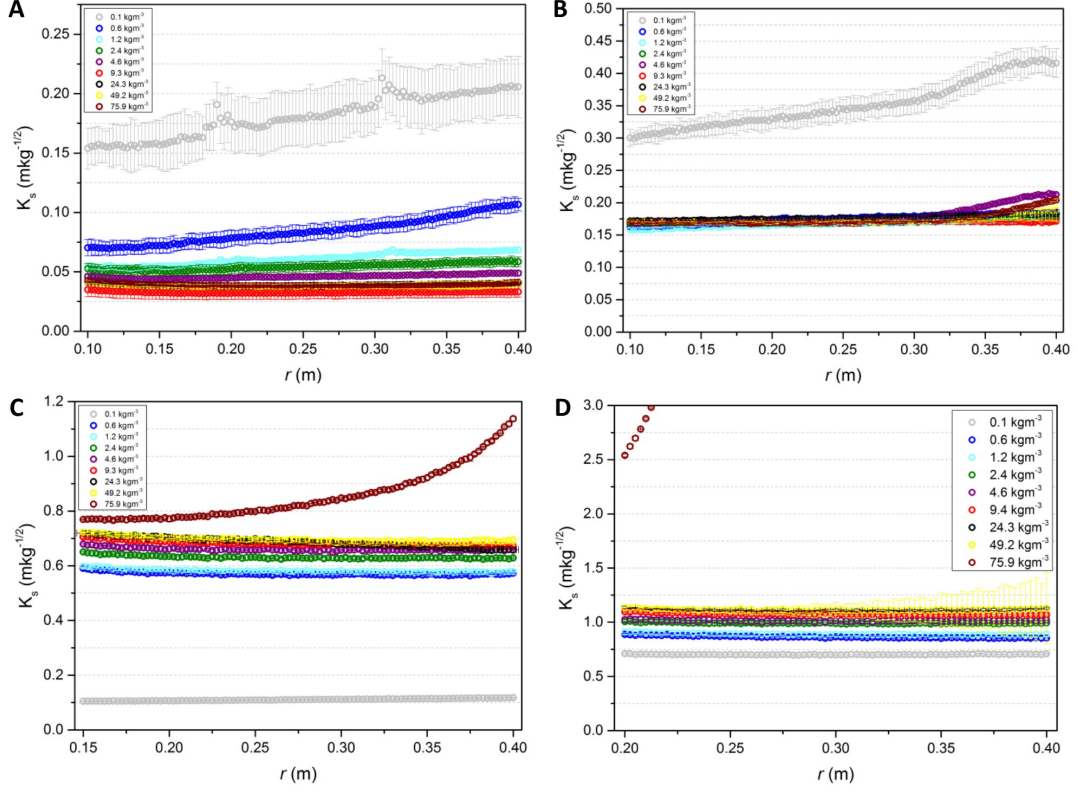 A
0.1 kgm-3
0.6 kgm-3
1.2 kgm-3
2.4 kgm-3
4.6 kgm-3
9.3 kgm-3
24.3 kgm-3
49.2 kgm-3
75.9 kgm-3
0.25
0.20
0.15
0.10
0.05
0.00
Ks (mkg-1/2)
0.10 0.15 0.20 0.25 0.30 0.35 0.40
r (m)
B
0.1 kgm-3
0.6 kgm-3
1.2 kgm-3
2.4 kgm-3
4.6 kgm-3
9.3 kgm-3
24.3 kgm-3
49.2 kgm-3
75.9 kgm-3
0.50
0.45
0.40
0.35
0.30
0.25
0.20
0.15
0.10
0.05
0.00
Ks (mkg-1/2)
0.10 0.15 0.20 0.25 0.30 0.35 0.40
r (m)
C
0.1 kgm-3
0.6 kgm-3
1.2 kgm-3
2.4 kgm-3
4.6 kgm-3
9.3 kgm-3
24.3 kgm-3
49.2 kgm-3
75.9 kgm-3
1.2
1.0
0.8
0.6
0.4
0.2
0.0
Ks (mkg-1/2)
0.15 0.20 0.25 0.30 0.35 0.40
r (m)
D
0.1 kgm-3
0.6 kgm-3
1.2 kgm-3
2.4 kgm-3
4.6 kgm-3
9.4 kgm-3
24.3 kgm-3
49.2 kgm-3
75.9 kgm-3
3.0
2.5
2.0
1.5
1.0
0.5
0.0
Ks (mkg-1/2)
0.20 0.25 0.30 0.35 0.40
r (m)